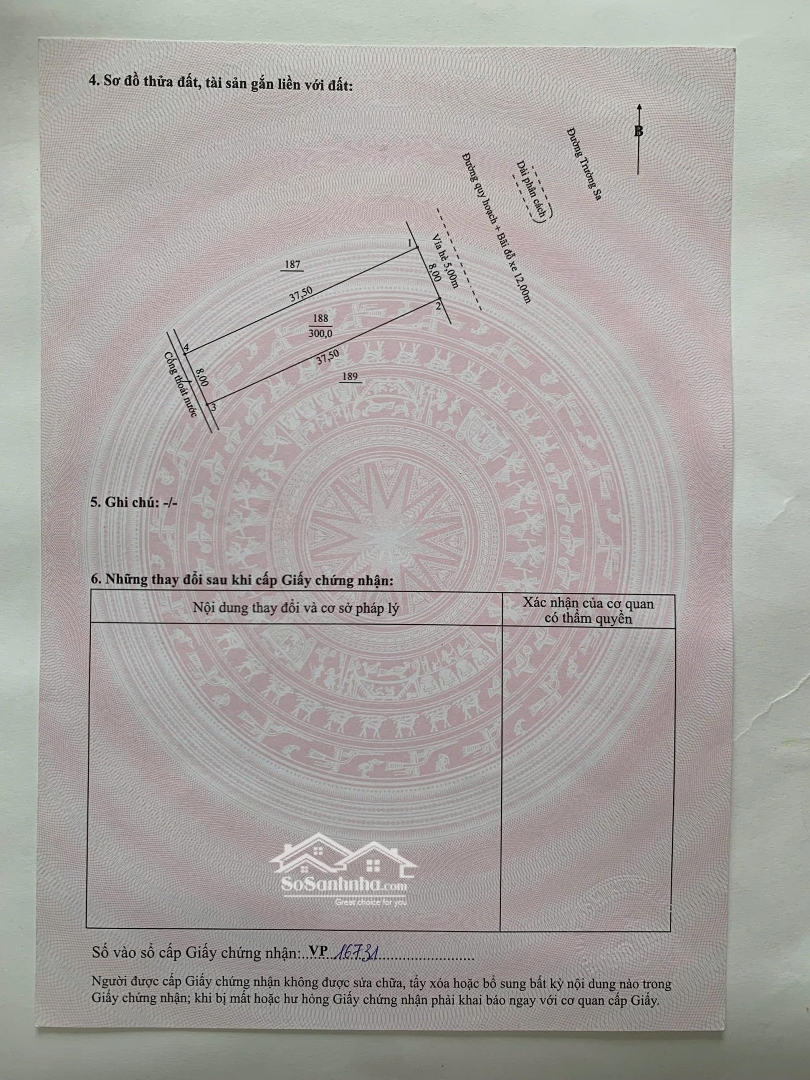 4. Sơ đồ thửa đất, tài sản gắn liền với đất:
B
Đường Trường Sa
Dải phân cách
Đường quy hoạch + Bãi đỗ xe 12,00m
Vỉa hè 5,00m
1
8,00
2
187
37,50
188
300,0
37,50
189
4
8,00
3
Cống thoát nước
5. Ghi chú: -/-
6. Những thay đổi sau khi cấp Giấy chứng nhận:
Nội dung thay đổi và cơ sở pháp lý
Xác nhận của cơ quan
có thẩm quyền
SoSanhnha.com
Great choice for you
Số vào sổ cấp Giấy chứng nhận:..VP 16731.......................
Người được cấp Giấy chứng nhận không được sửa chữa, tẩy xóa hoặc bổ sung bất kỳ nội dung nào trong
Giấy chứng nhận; khi bị mất hoặc hư hỏng Giấy chứng nhận phải khai báo ngay với cơ quan cấp Giấy.